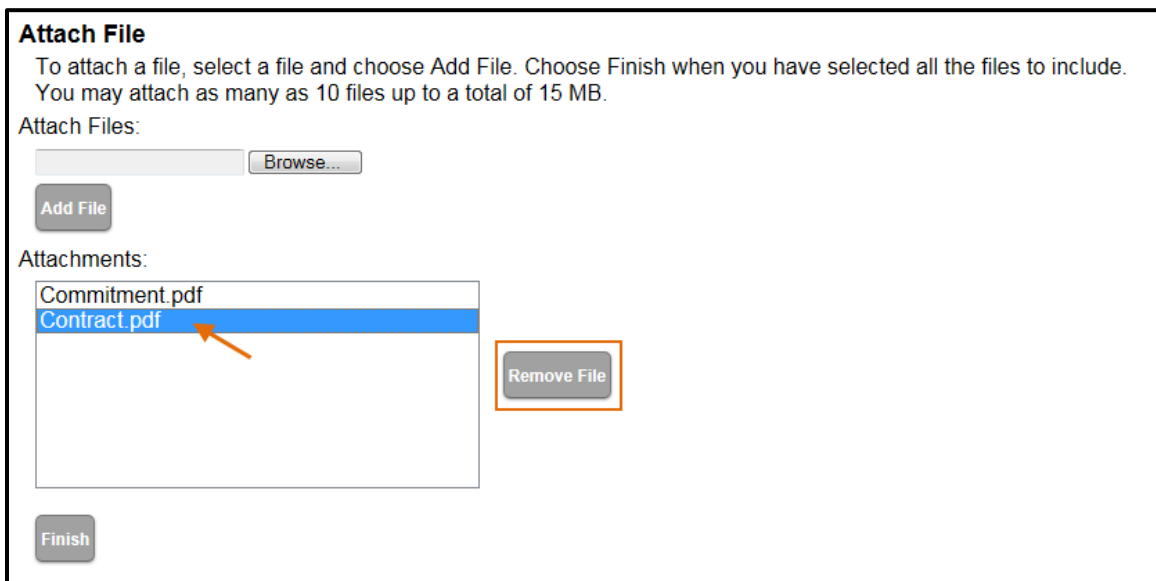 Attach File
To attach a file, select a file and choose Add File. Choose Finish when you have selected all the files to include.
You may attach as many as 10 files up to a total of 15 MB.
Attach Files:
Browse...
Add File
Attachments:
Commitment.pdf
Contract.pdf
Remove File
Finish